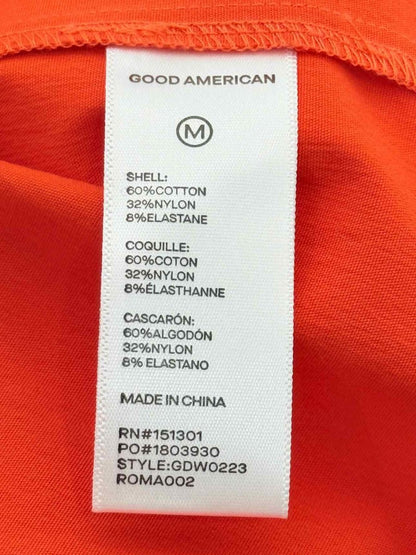 GOOD AMERICAN
M
SHELL:
60%COTTON
32%NYLON
8%ELASTANE
COQUILLE:
60%COTON
32%NYLON
8%ÉLASTHANNE
CASCARÓN:
60%ALGODÓN
32%NYLON
8% ELASTANO
MADE IN CHINA
RN#151301
PO#1803930
STYLE:GDW0223
ROMA002